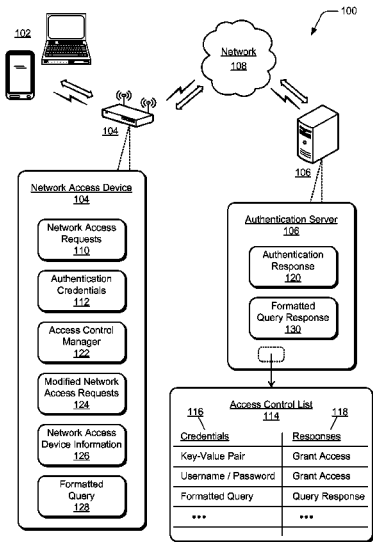 100
102
Network
108
104
106
Network Access Device
104
Network Access
Requests
110
Authentication
Credentials
112
Access Control
Manager
122
Modified Network
Access Requests
124
Network Access
Device Information
126
Formatted
Query
128
Authentication Server
106
Authentication
Response
120
Formatted
Query Response
130
Access Control List
114
116
118
Credentials
Responses
Key-Value Pair
Grant Access
Username / Password
Grant Access
Formatted Query
Query Response
•••
•••